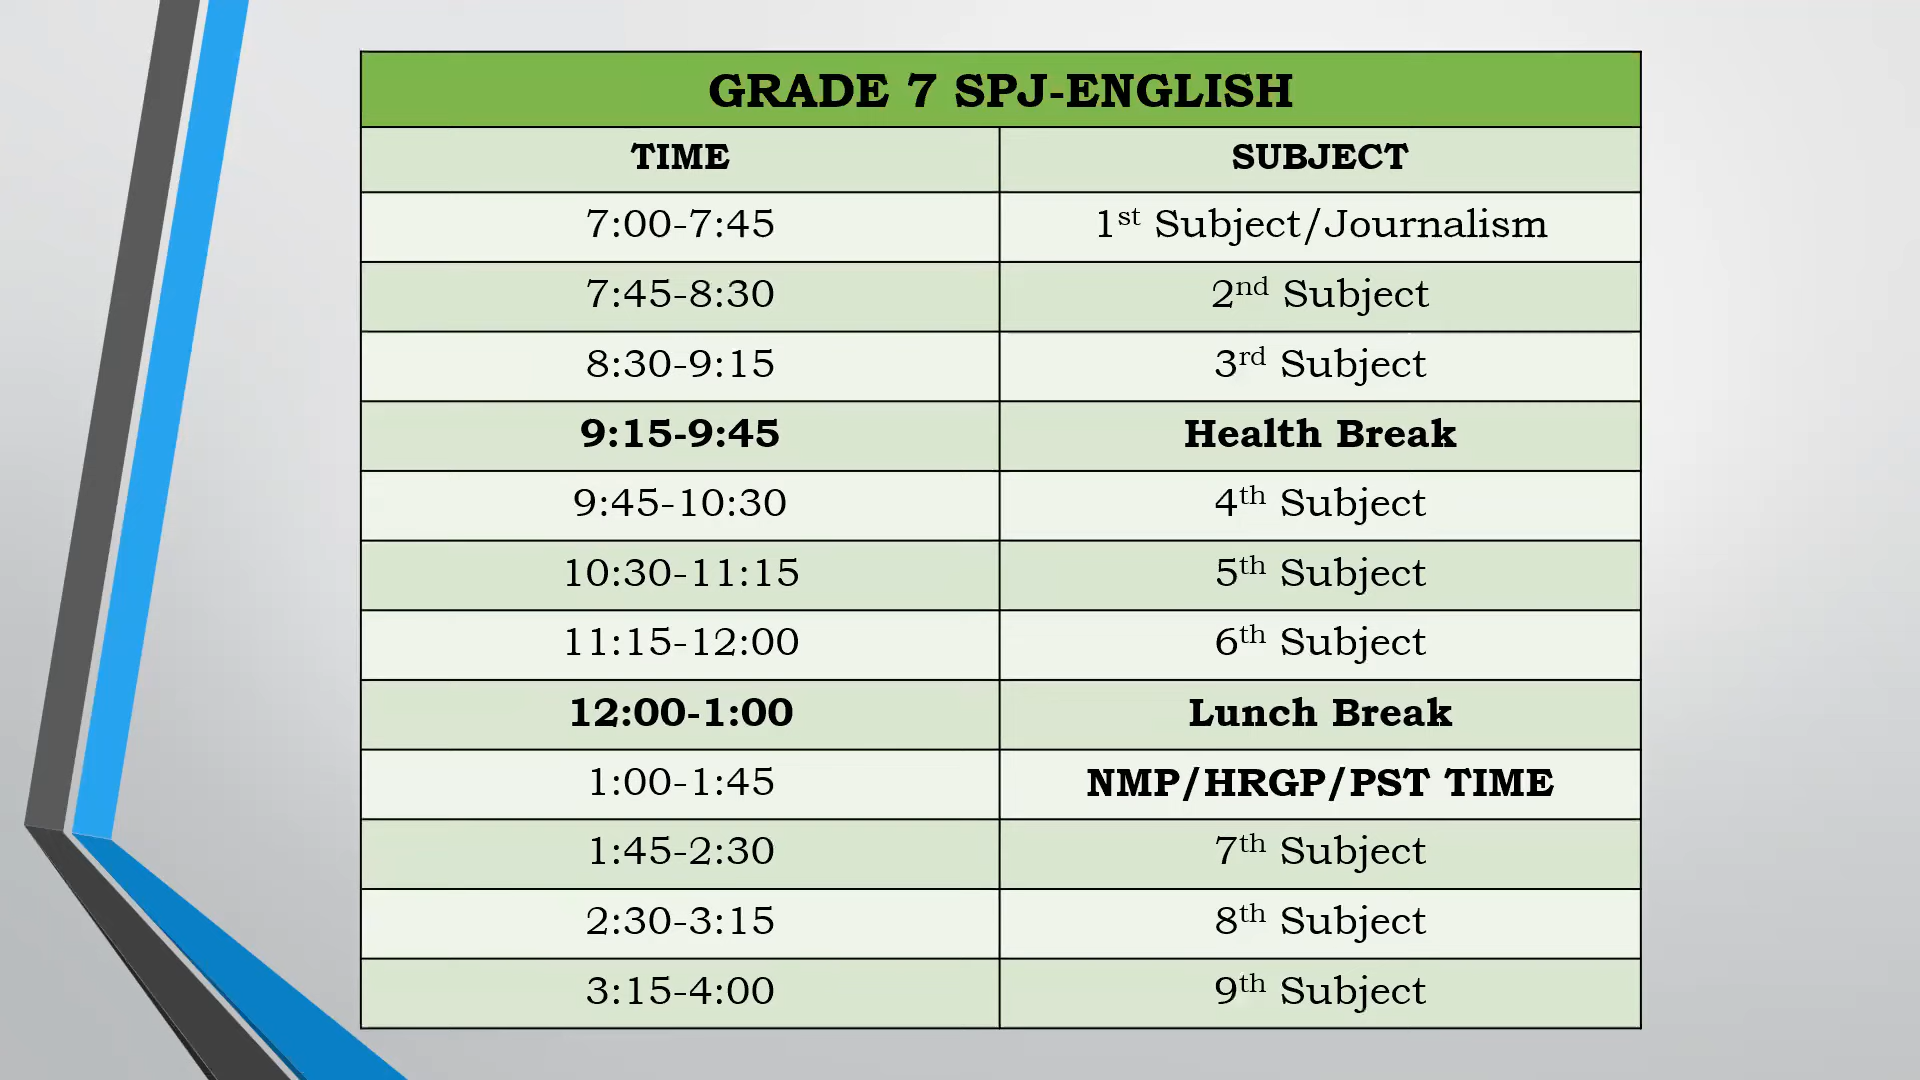 GRADE 7 SPJ-ENGLISH
TIME SUBJECT
7:00-7:45 1st Subject/Journalism
7:45-8:30 2nd Subject
8:30-9:15 3rd Subject
9:15-9:45 Health Break
9:45-10:30 4th Subject
10:30-11:15 5th Subject
11:15-12:00 6th Subject
12:00-1:00 Lunch Break
1:00-1:45 NMP/HRGP/PST TIME
1:45-2:30 7th Subject
2:30-3:15 8th Subject
3:15-4:00 9th Subject